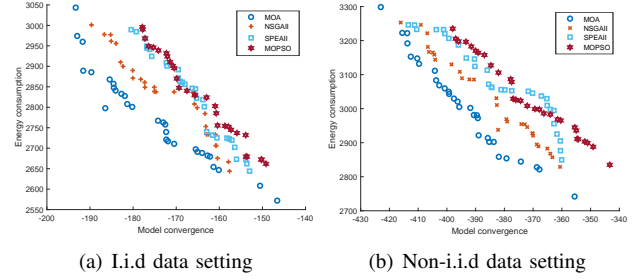 3050
3000
2950
2900
2850
2800
2750
2700
2650
2600
2550
Energy consumption
-200 -190 -180 -170 -160 -150 -140
Model convergence
MOA
NSGAII
SPEAII
MOPSO
(a) I.i.d data setting
3300
3200
3100
3000
2900
2800
2700
Energy consumption
-430 -420 -410 -400 -390 -380 -370 -360 -350 -340
Model convergence
MOA
NSGAII
SPEAII
MOPSO
(b) Non-i.i.d data setting